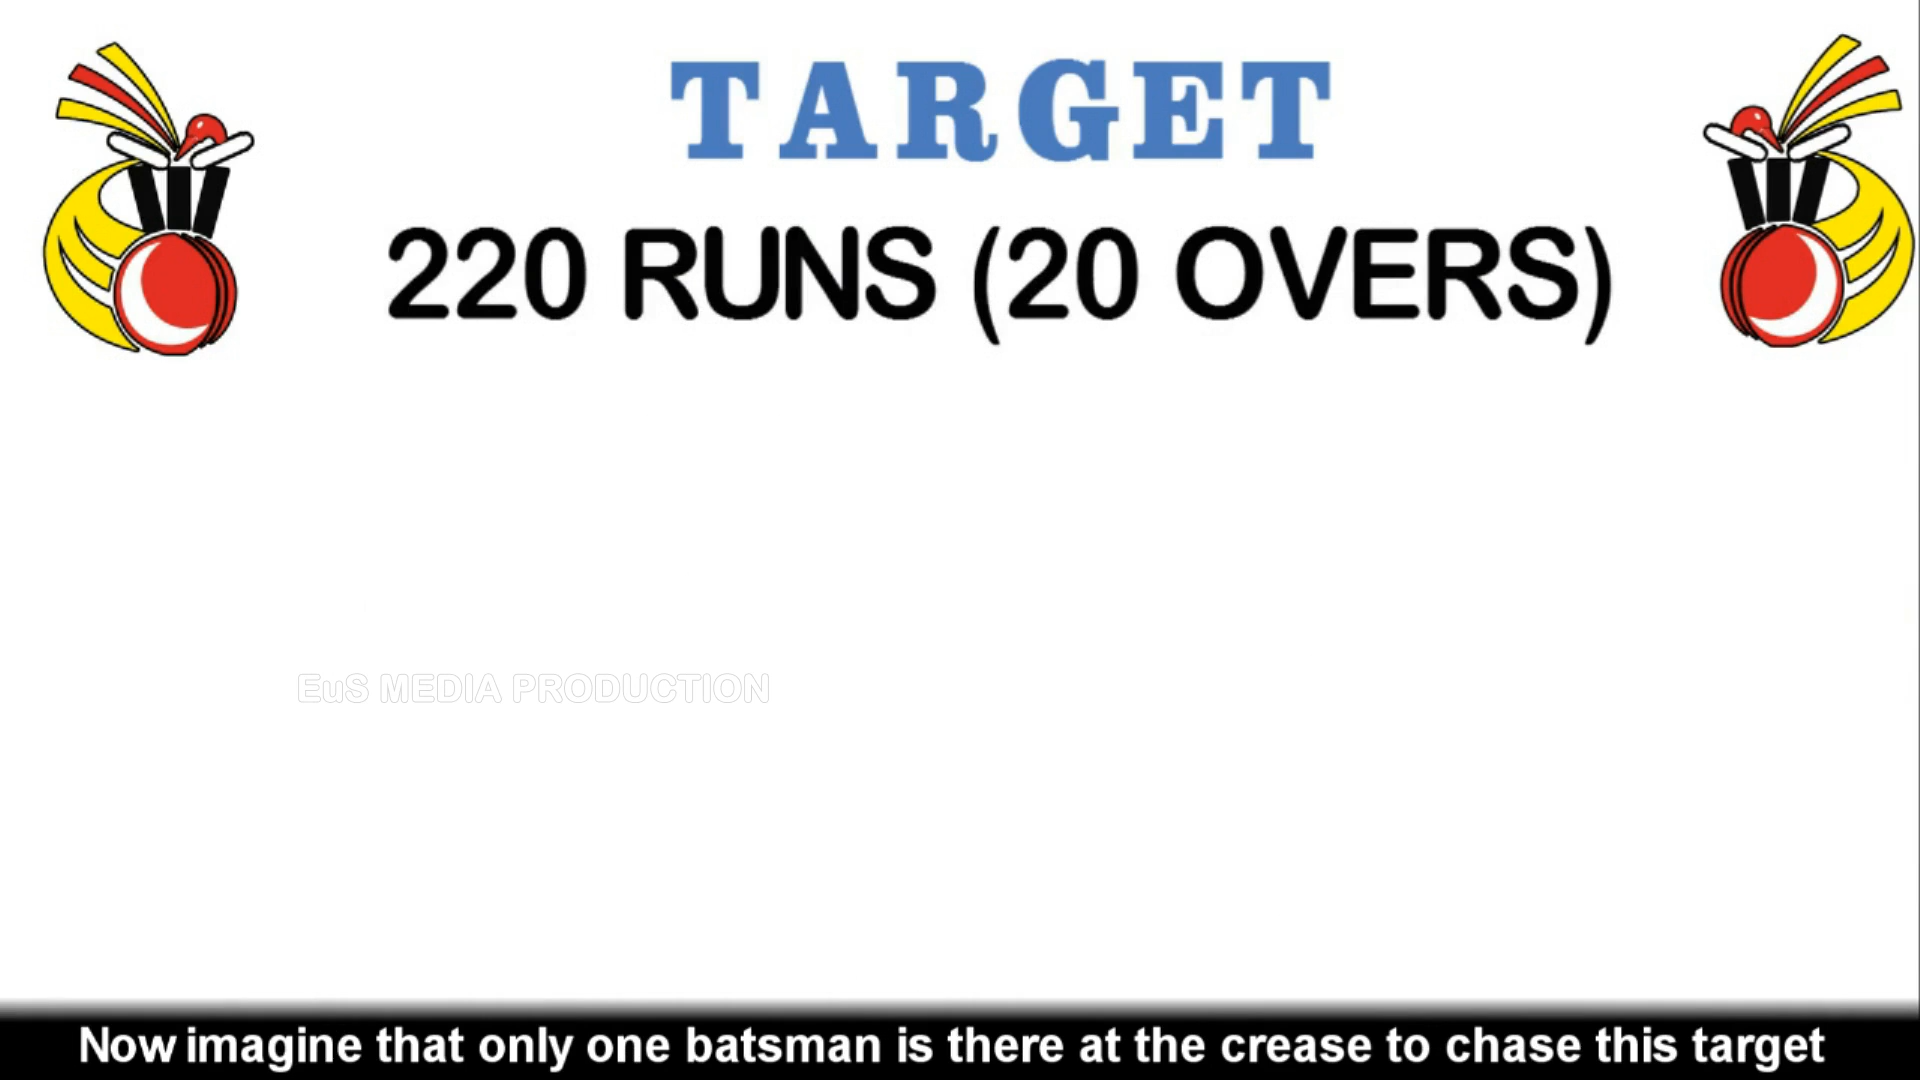 TARGET
220 RUNS (20 OVERS)
EuS MEDIA PRODUCTION
Now imagine that only one batsman is there at the crease to chase this target